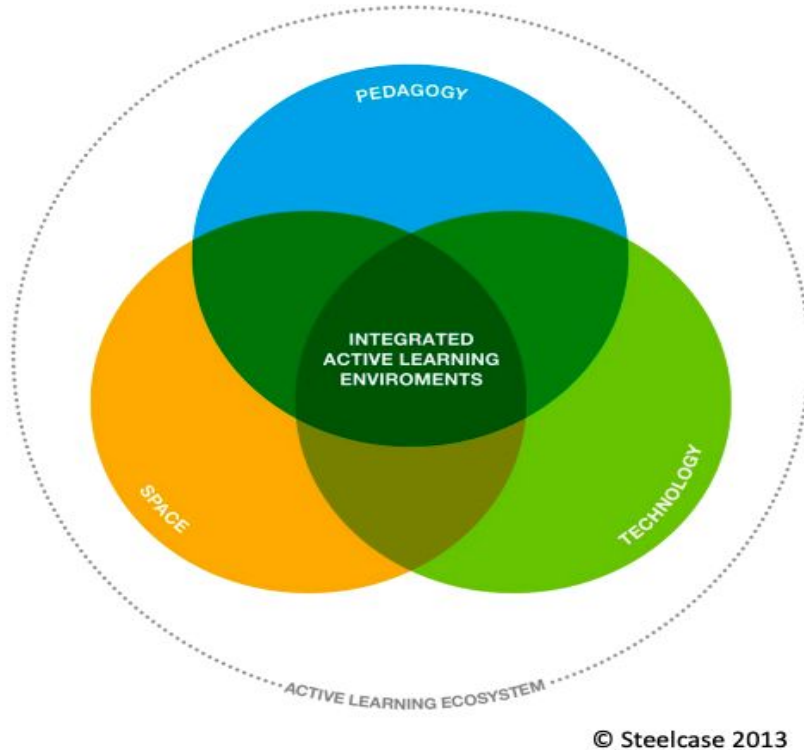 PEDAGOGY
INTEGRATED
ACTIVE LEARNING
ENVIROMENTS
SPACE
TECHNOLOGY
ACTIVE LEARNING ECOSYSTEM
© Steelcase 2013